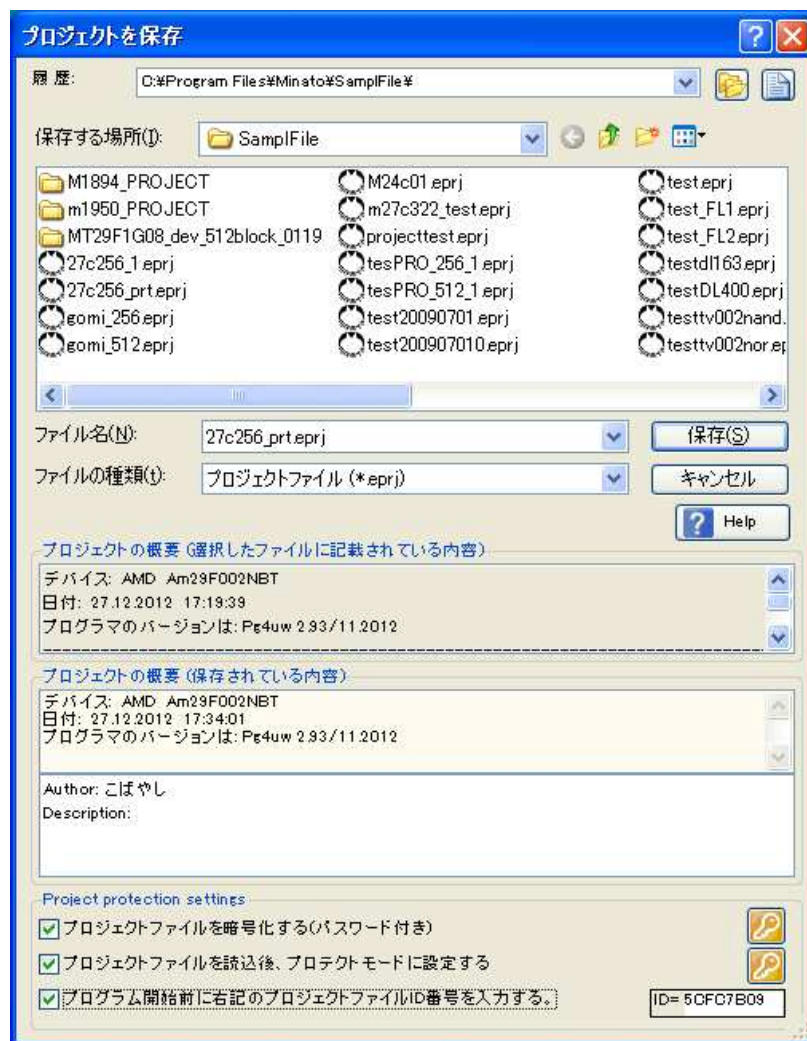 プロジェクトを保存
履歴:
C:¥Program Files¥Minato¥SamplFile¥
保存する場所(I):
SamplFile
M1894_PROJECT
m1950_PROJECT
MT29F1G08_dev_512block_0119
27c256_1.eprj
27c256_prt.eprj
gomi_256.eprj
gomi_512.eprj
M24c01.eprj
m27c322_test.eprj
projecttest.eprj
tesPRO_256_1.eprj
tesPRO_512_1.eprj
test20090701.eprj
test200907010.eprj
test.eprj
test_FL1.eprj
test_FL2.eprj
testdl163.eprj
testDL400.eprj
testtv002nand.
testtv002nor.ep
ファイル名(N):
27c256_prt.eprj
保存(S)
ファイルの種類(t):
プロジェクトファイル (*.eprj)
キャンセル
Help
プロジェクトの概要 (選択したファイルに記載されている内容)
デバイス: AMD Am29F002NBT
日付: 27.12.2012 17:19:39
プログラマのバージョンは: Pg4uw 2.93/11.2012
プロジェクトの概要 (保存されている内容)
デバイス: AMD Am29F002NBT
日付: 27.12.2012 17:34:01
プログラマのバージョンは: Pg4uw 2.93/11.2012
Author: こばやし
Description:
Project protection settings
プロジェクトファイルを暗号化する(パスワード付き)
プロジェクトファイルを読込後、プロテクトモードに設定する
プログラム開始前に右記のプロジェクトファイルID番号を入力する。
ID= 5CFC7B09